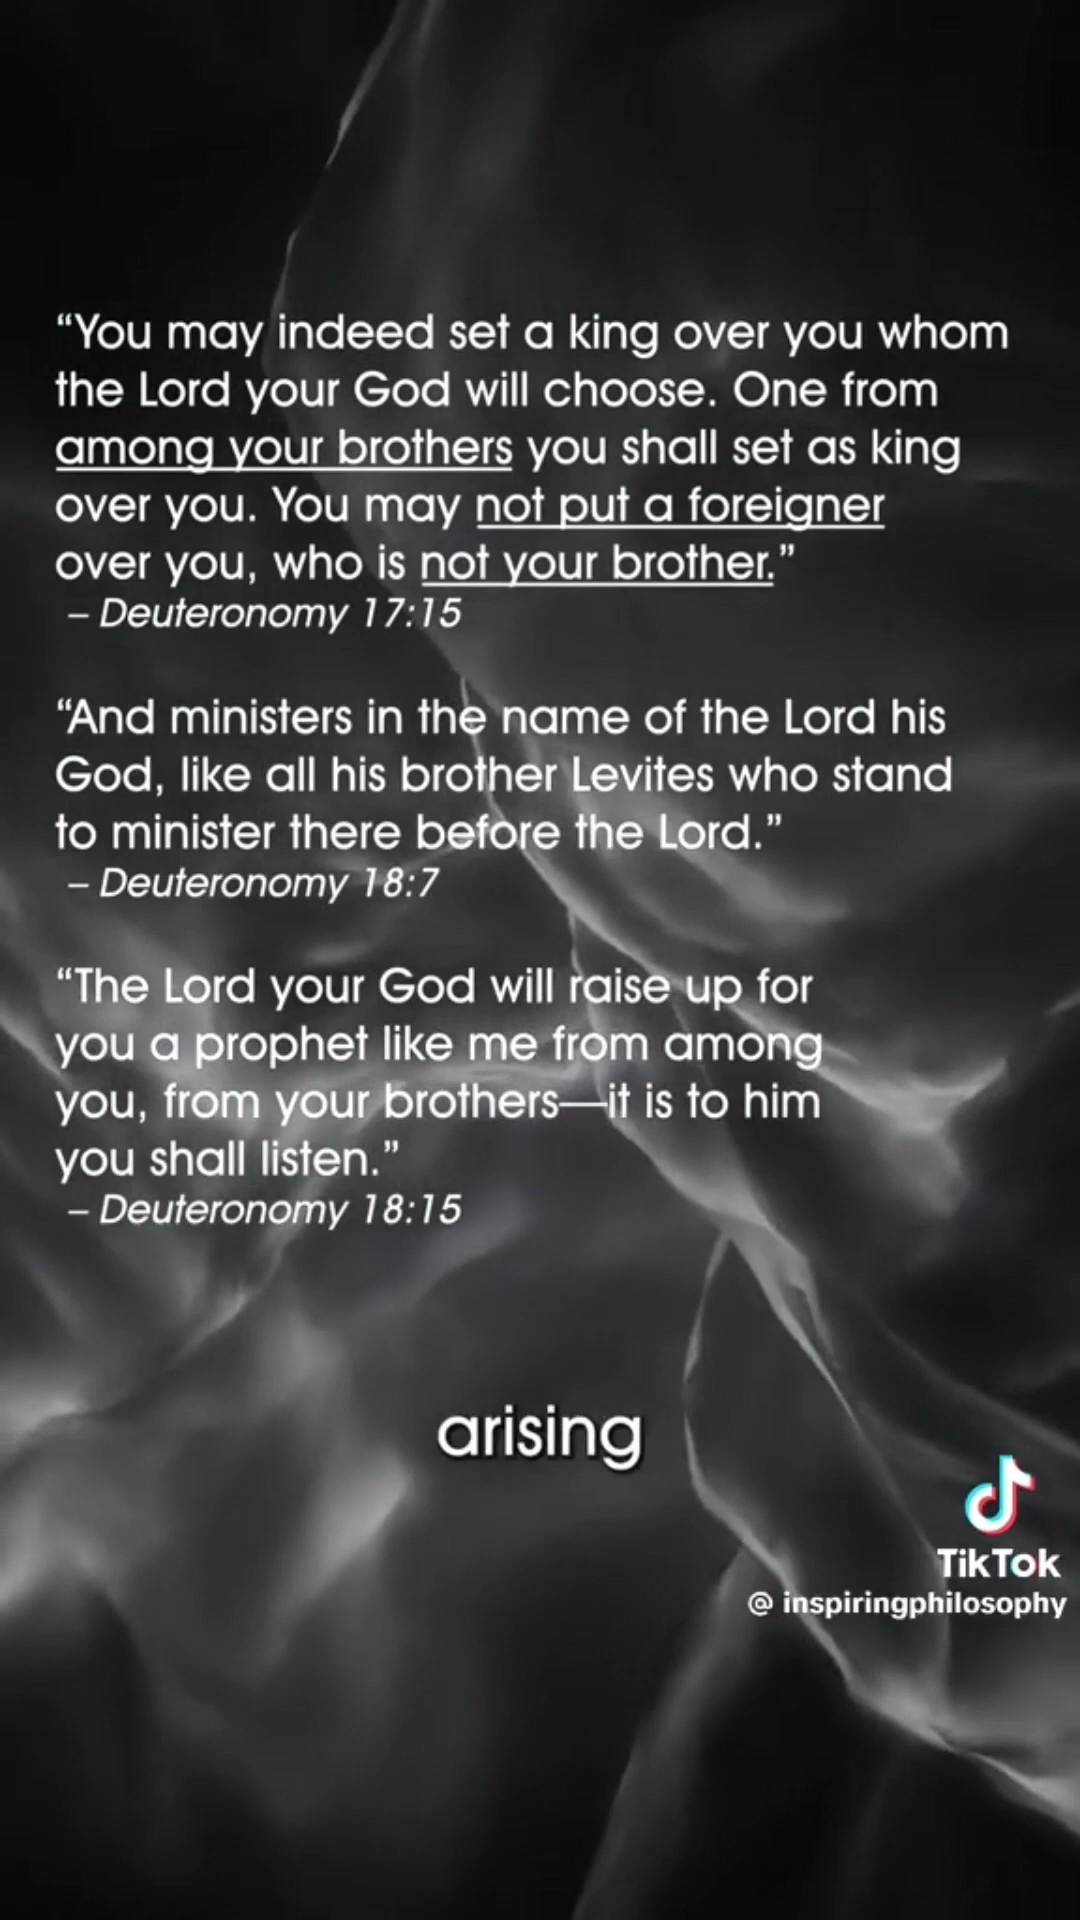 “You may indeed set a king over you whom
the Lord your God will choose. One from
among your brothers you shall set as king
over you. You may not put a foreigner
over you, who is not your brother.”
– Deuteronomy 17:15
“And ministers in the name of the Lord his
God, like all his brother Levites who stand
to minister there before the Lord.”
– Deuteronomy 18:7
“The Lord your God will raise up for
you a prophet like me from among
you, from your brothers—it is to him
you shall listen.”
– Deuteronomy 18:15
arising
TikTok
@ inspiringphilosophy